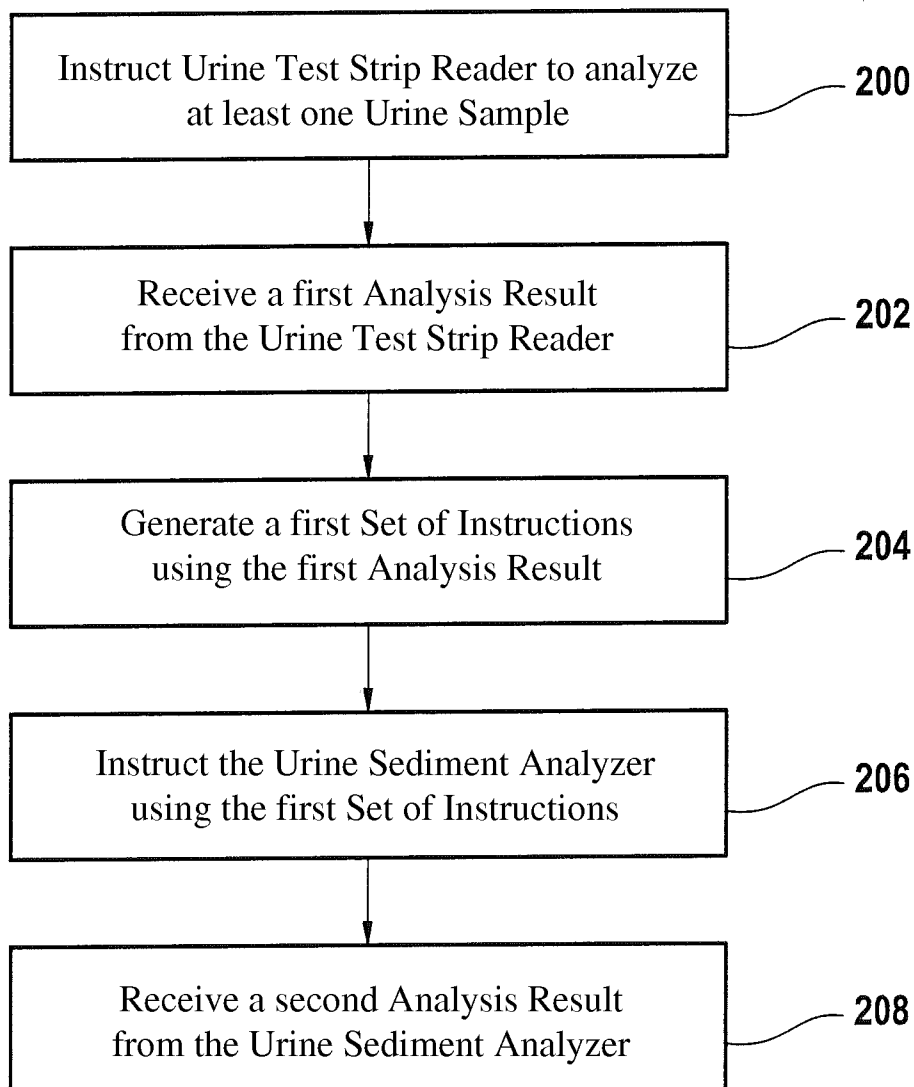 Instruct Urine Test Strip Reader to analyze
at least one Urine Sample
200
Receive a first Analysis Result
from the Urine Test Strip Reader
202
Generate a first Set of Instructions
using the first Analysis Result
204
Instruct the Urine Sediment Analyzer
using the first Set of Instructions
206
Receive a second Analysis Result
from the Urine Sediment Analyzer
208